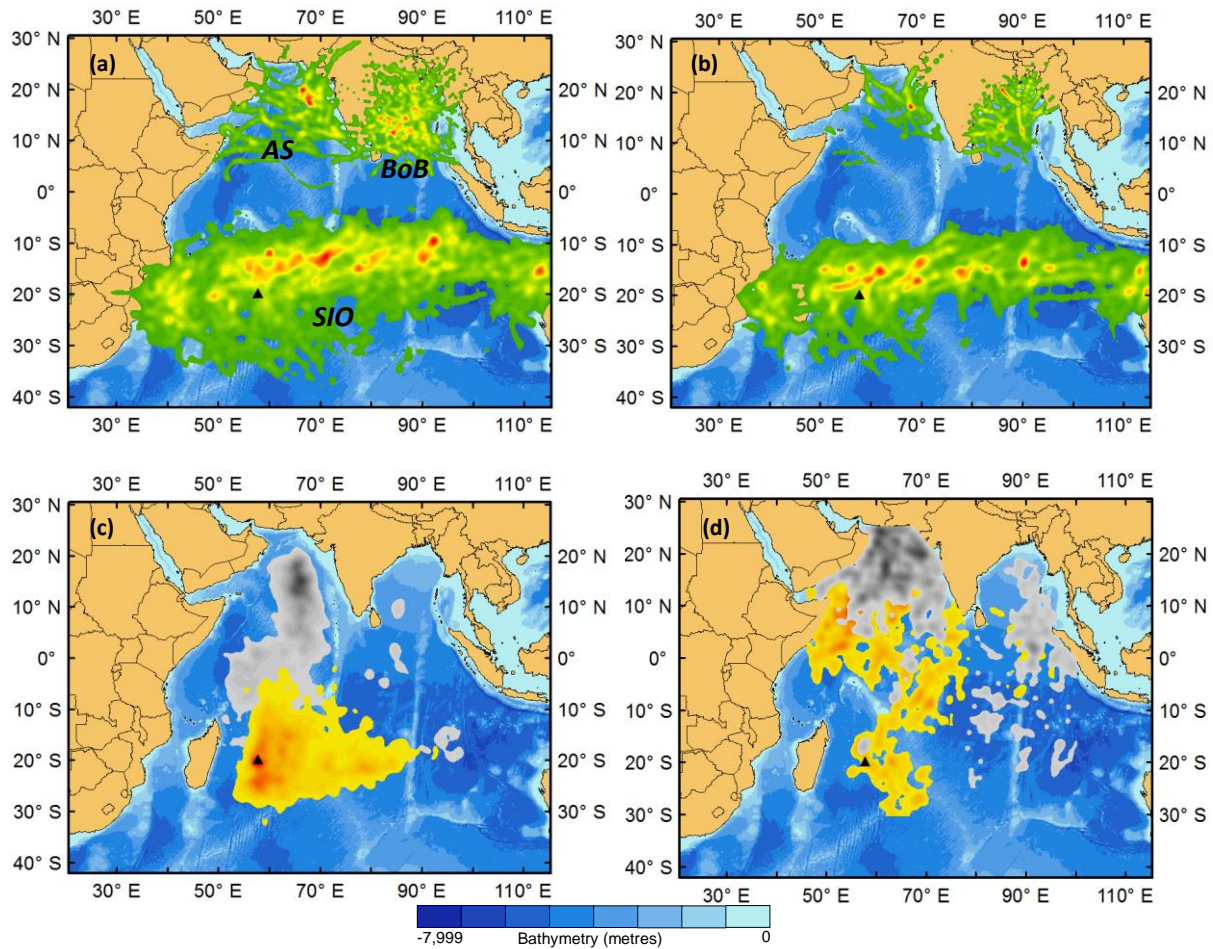 30° E 50° E 70° E 90° E 110° E 30° E 50° E 70° E 90° E 110° E
30° N (a) 30° N (b)
20° N 20° N 20° N 20° N
10° N AS BoB 10° N 10° N 10° N
0° 0° 0° 0°
10° S 10° S 10° S 10° S
20° S SIO 20° S 20° S 20° S
30° S 30° S 30° S 30° S
40° S 40° S
30° E 50° E 70° E 90° E 110° E 30° E 50° E 70° E 90° E 110° E
30° E 50° E 70° E 90° E 110° E 30° E 50° E 70° E 90° E 110° E
30° N (c) 30° N (d)
20° N 20° N 20° N 20° N
10° N 10° N 10° N 10° N
0° 0° 0° 0°
10° S 10° S 10° S 10° S
20° S 20° S 20° S 20° S
30° S 30° S 30° S 30° S
40° S 40° S
30° E 50° E 70° E 90° E 110° E 30° E 50° E 70° E 90° E 110° E
-7,999 Bathymetry (metres) 0